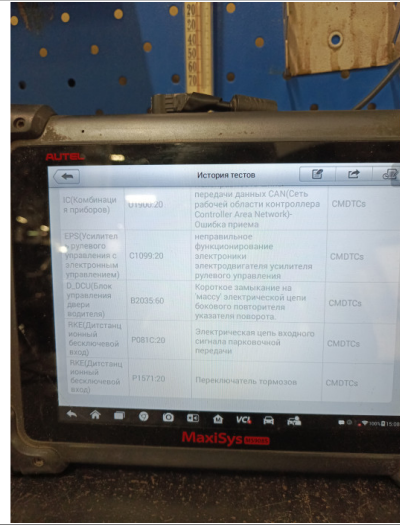 AUTEL
История тестов
IC(Комбинаци
я приборов)
U1900:20
передачи данных CAN(Сеть
рабочей области контроллера
Controller Area Network)-
Ошибка приема
CMDTCs
EPS(Усилител
ь рулевого
управления с
электронным
управлением)
C1099:20
неправильное
функционирование
электроники
электродвигателя усилителя
рулевого управления
CMDTCs
D_DCU(Блок
управления
двери
водителя)
B2035:60
Короткое замыкание на
'массу' электрической цепи
бокового повторителя
указателя поворота.
CMDTCs
RKE(Дистанц
ионный
бесключевой
вход)
P081C:20
Электрическая цепь входного
сигнала парковочной
передачи
CMDTCs
RKE(Дистанц
ионный
бесключевой
вход)
P1571:20
Переключатель тормозов
CMDTCs
VCI
100%
MaxiSys